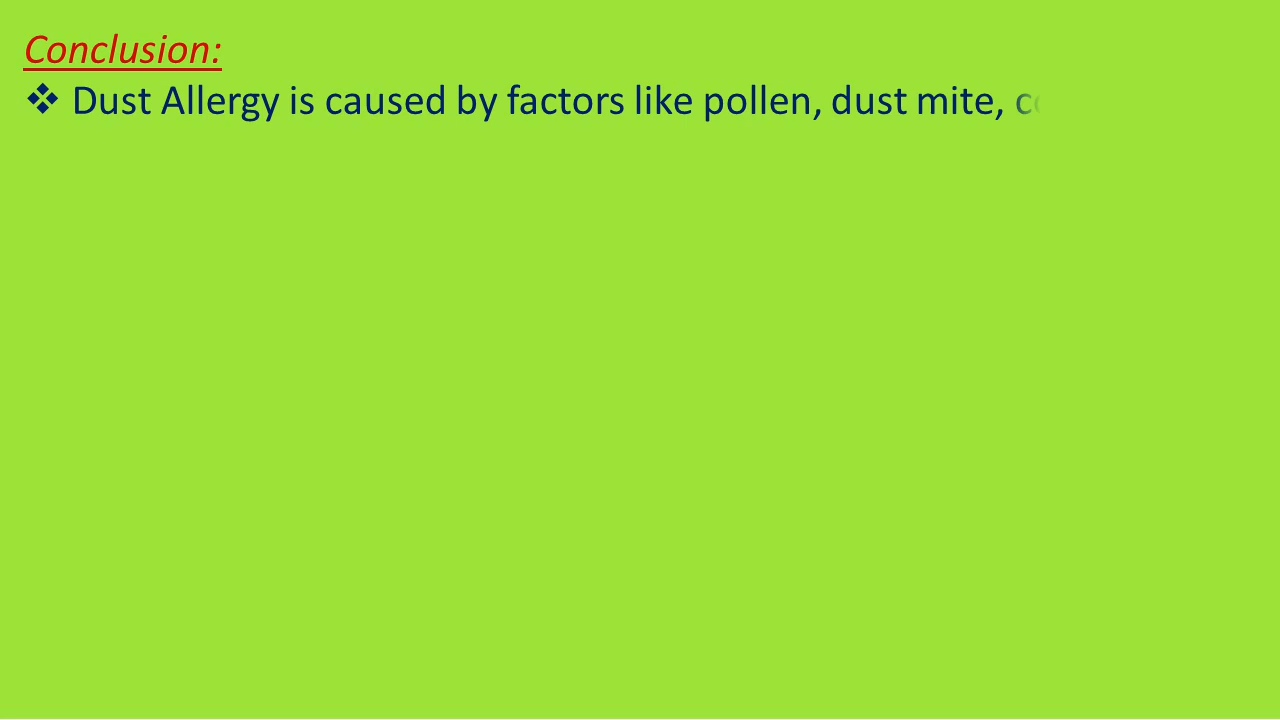 Conclusion:
❖ Dust Allergy is caused by factors like pollen, dust mite,